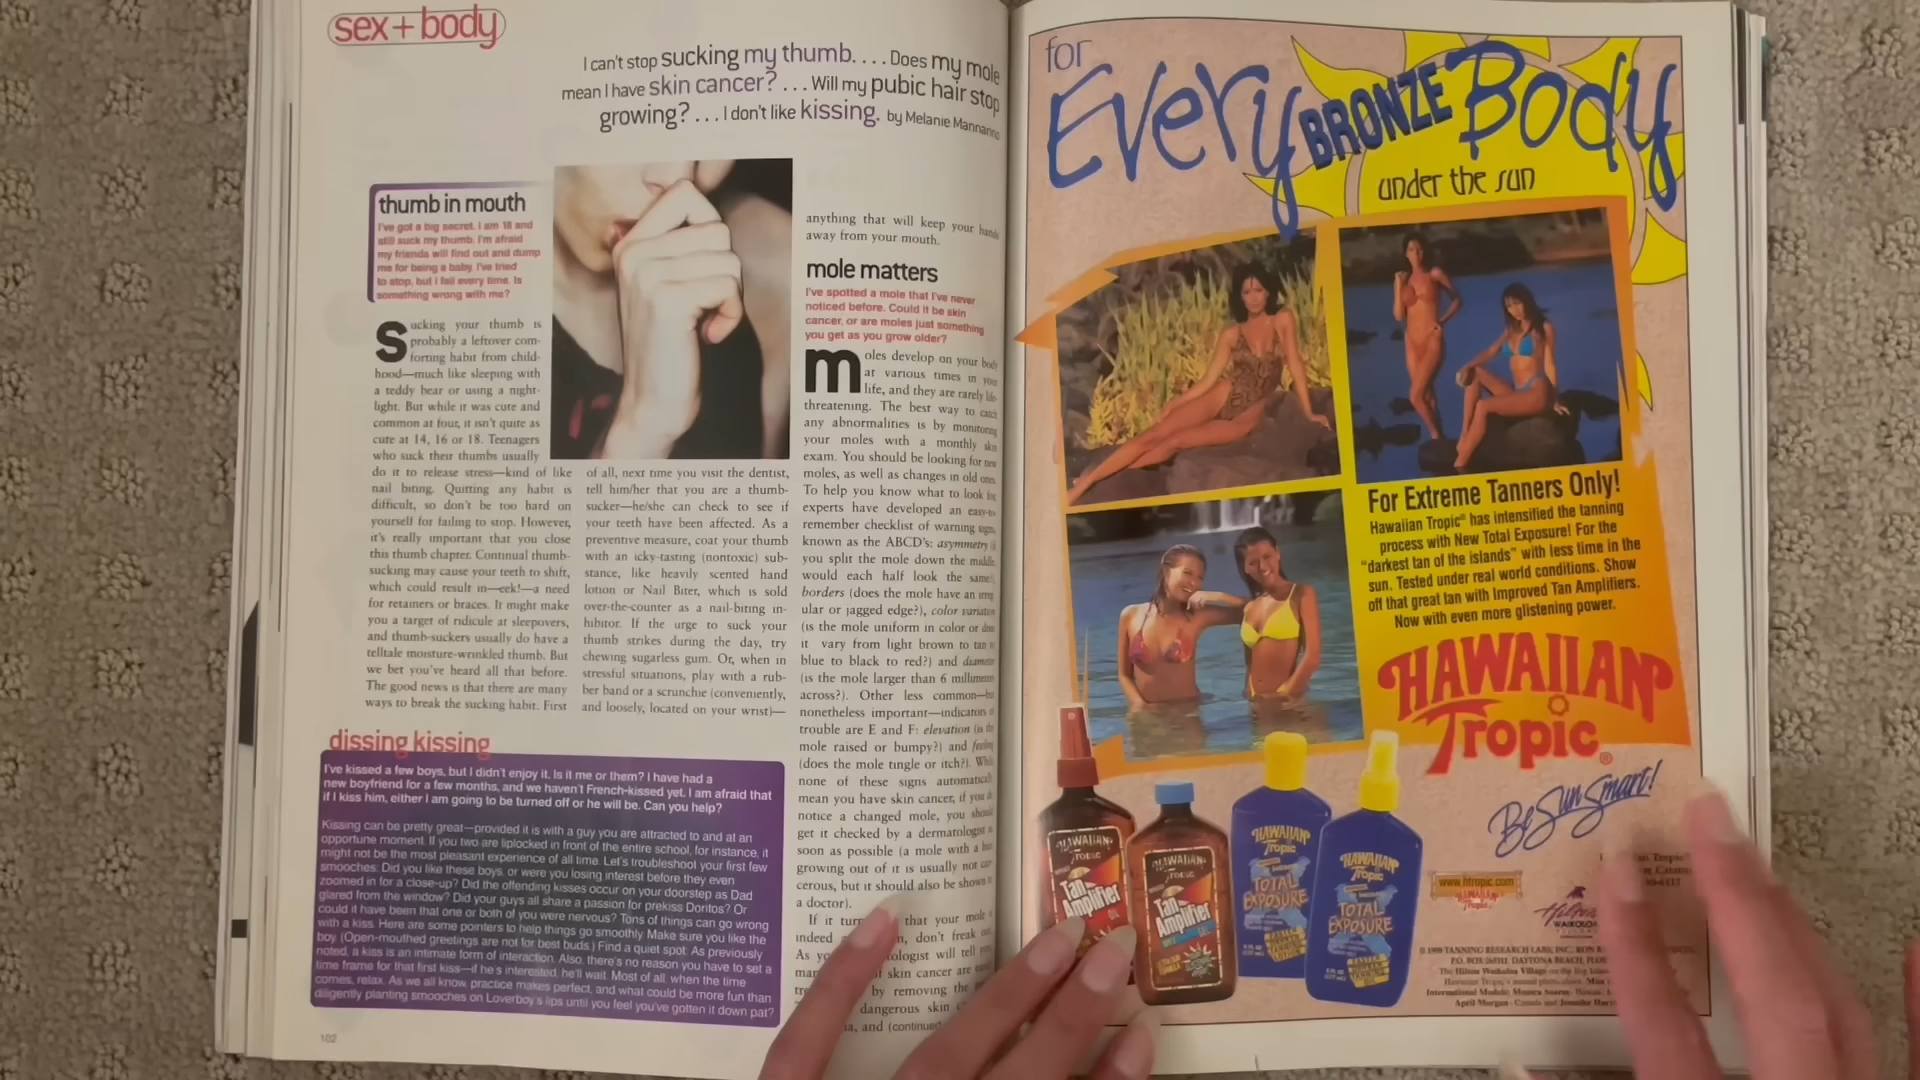 sex+body
I can't stop sucking my thumb. . . . Does my mole
mean I have skin cancer? . . . Will my pubic hair stop
growing? . . . I don't like kissing. by Melanie Mannarino
thumb in mouth
I've got a big secret. I am 18 and
still suck my thumb. I'm afraid
my friends will find out and dump
me for being a baby. I've tried
to stop, but I fail every time. Is
something wrong with me?
Sucking your thumb is
probably a leftover com-
forting habit from child-
hood—much like sleeping with
a teddy bear or using a night-
light. But while it was cute and
common at four, it isn't quite as
cute at 14, 16 or 18. Teenagers
who suck their thumbs usually
do it to release stress—kind of like
nail biting. Quitting any habit is
difficult, so don't be too hard on
yourself for failing to stop. However,
it's really important that you close
this thumb chapter. Continual thumb-
sucking may cause your teeth to shift,
which could result in—eek!—a need
for retainers or braces. It might make
you a target of ridicule at sleepovers,
and thumb-suckers usually do have a
telltale moisture-wrinkled thumb. But
we bet you've heard all that before.
The good news is that there are many
ways to break the sucking habit. First
of all, next time you visit the dentist,
tell him/her that you are a thumb-
sucker—he/she can check to see if
your teeth have been affected. As a
preventive measure, coat your thumb
with an icky-tasting (nontoxic) sub-
stance, like heavily scented hand
lotion or Nail Biter, which is sold
over-the-counter as a nail-biting in-
hibitor. If the urge to suck your
thumb strikes during the day, try
chewing sugarless gum. Or, when in
stressful situations, play with a rub-
ber band or a scrunchie (conveniently,
and loosely, located on your wrist)—
anything that will keep your hands
away from your mouth.
mole matters
I've spotted a mole that I've never
noticed before. Could it be skin
cancer, or are moles just something
you get as you grow older?
moles develop on your body
at various times in your
life, and they are rarely life-
threatening. The best way to catch
any abnormalities is by monitoring
your moles with a monthly skin
exam. You should be looking for new
moles, as well as changes in old ones.
To help you know what to look for,
experts have developed an easy-to-
remember checklist of warning signs,
known as the ABCD's: asymmetry (if
you split the mole down the middle,
would each half look the same?),
borders (does the mole have an irreg-
ular or jagged edge?), color variation
(is the mole uniform in color or does
it vary from light brown to tan to
blue to black to red?) and diameter
(is the mole larger than 6 millimeters
across?). Other less common—but
nonetheless important—indicators of
trouble are E and F: elevation (is the
mole raised or bumpy?) and feeling
(does the mole tingle or itch?). While
none of these signs automatically
mean you have skin cancer, if you do
notice a changed mole, you should
get it checked by a dermatologist as
soon as possible (a mole with a hair
growing out of it is usually not can-
cerous, but it should also be shown to
a doctor).
If it that your mole is
indeed don't freak out.
As will tell you,
skin cancer are
by removing the
dangerous skin
and (continued
dissing kissing
I've kissed a few boys, but I didn't enjoy it. Is it me or them? I have had a
new boyfriend for a few months, and we haven't French-kissed yet. I am afraid that
if I kiss him, either I am going to be turned off or he will be. Can you help?
Kissing can be pretty great—provided it is with a guy you are attracted to and at an
opportune moment. If you two are liplocked in front of the entire school, for instance, it
might not be the most pleasant experience of all time. Let's troubleshoot your first few
smooches: Did you like these boys, or were you losing interest before they even
zoomed in for a close-up? Did the offending kisses occur on your doorstep as Dad
glared from the window? Did your guys all share a passion for prekiss Doritos? Or
could it have been that one or both of you were nervous? Tons of things can go wrong
with a kiss. Here are some pointers to help things go smoothly. Make sure you like the
boy. (Open-mouthed greetings are not for best buds.) Find a quiet spot. As previously
noted, a kiss is an intimate form of interaction. Also, there's no reason you have to set a
time frame for that first kiss—if he's interested, he'll wait. Most of all, when the time
comes, relax. As we all know, practice makes perfect, and what could be more fun than
diligently planting smooches on Loverboy's lips until you feel you've gotten it down pat?
102
for
Every BRONZE Body
under the sun
For Extreme Tanners Only!
Hawaiian Tropic® has intensified the tanning
process with New Total Exposure! For the
"darkest tan of the islands" with less time in the
sun. Tested under real world conditions. Show
off that great tan with Improved Tan Amplifiers.
Now with even more glistening power.
HAWAIIAN
Tropic®
Be Sun Smart!
HAWAIIAN
Tropic
Tan
Amplifier
HAWAIIAN
Tropic
Tan
Amplifier
HAWAIIAN
Tropic
TOTAL
EXPOSURE
HAWAIIAN
Tropic
TOTAL
EXPOSURE
www.htropic.com
Hilton
WAIKOLOA
© 1999 TANNING RESEARCH LABS, INC.
P.O. BOX DAYTONA BEACH,
The Hilton Waikoloa Village on the Big
International Models:
April Morgan - Canada and Jennifer